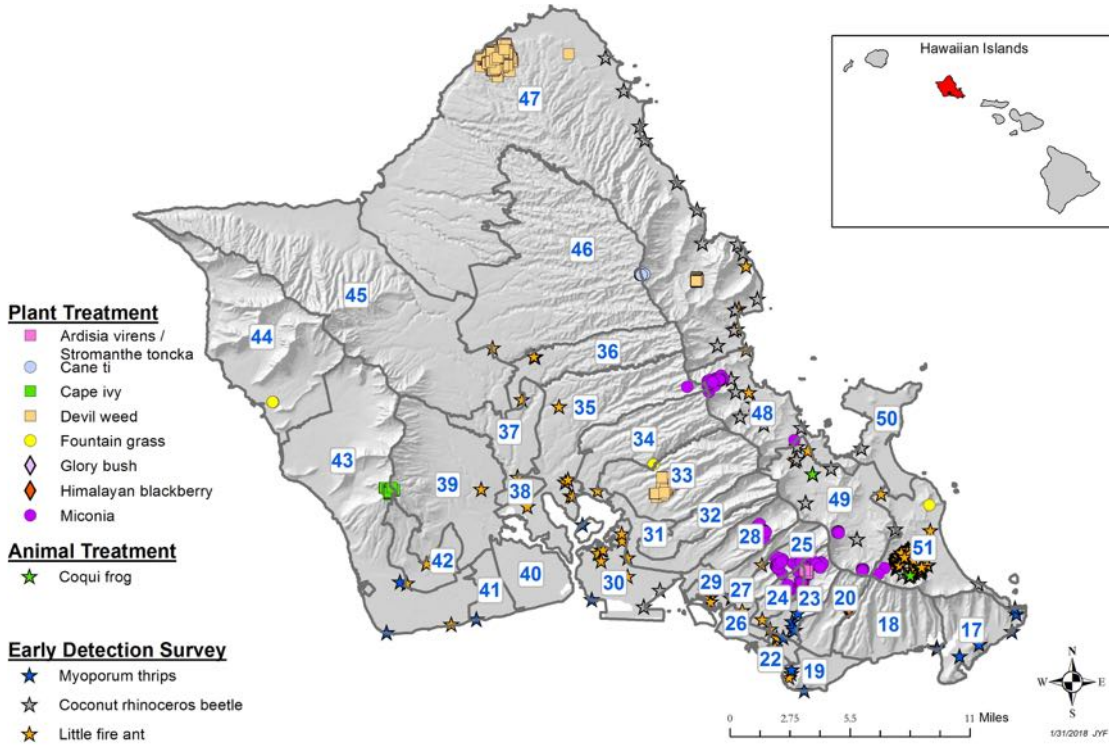 Hawaiian Islands
47
46
45
44
36
35
37
34
48
50
43
39
38
33
32
49
31
28
25
51
42
40
41
30
29
27
24
23
20
18
17
26
22
19
Plant Treatment
Ardisia virens /
Stromanthe toncka
Cane ti
Cape ivy
Devil weed
Fountain grass
Glory bush
Himalayan blackberry
Miconia
Animal Treatment
Coqui frog
Early Detection Survey
Myoporum thrips
Coconut rhinoceros beetle
Little fire ant
N
W E
S
0 2.75 5.5 11 Miles
1/31/2018 JYF